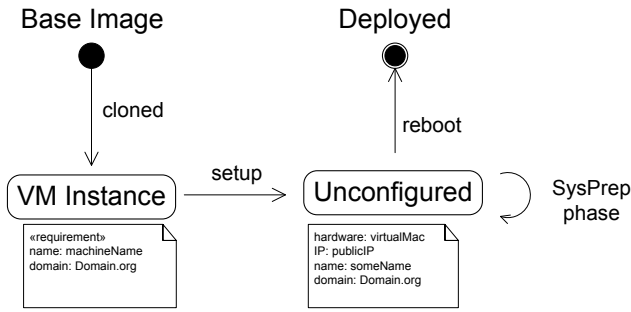 Base Image
Deployed
cloned
reboot
VM Instance
setup
Unconfigured
SysPrep
phase
«requirement»
name: machineName
domain: Domain.org
hardware: virtualMac
IP: publicIP
name: someName
domain: Domain.org